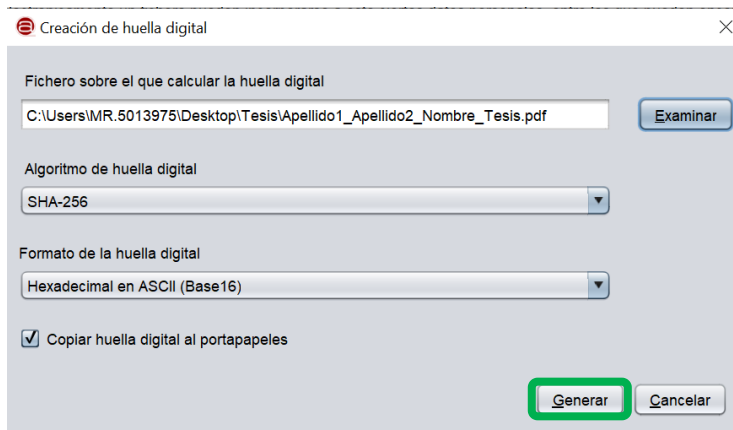 Creación de huella digital
Fichero sobre el que calcular la huella digital
C:\Users\MR.5013975\Desktop\Tesis\Apellido1_Apellido2_Nombre_Tesis.pdf
Examinar
Algoritmo de huella digital
SHA-256
Formato de la huella digital
Hexadecimal en ASCII (Base16)
Copiar huella digital al portapapeles
Generar
Cancelar